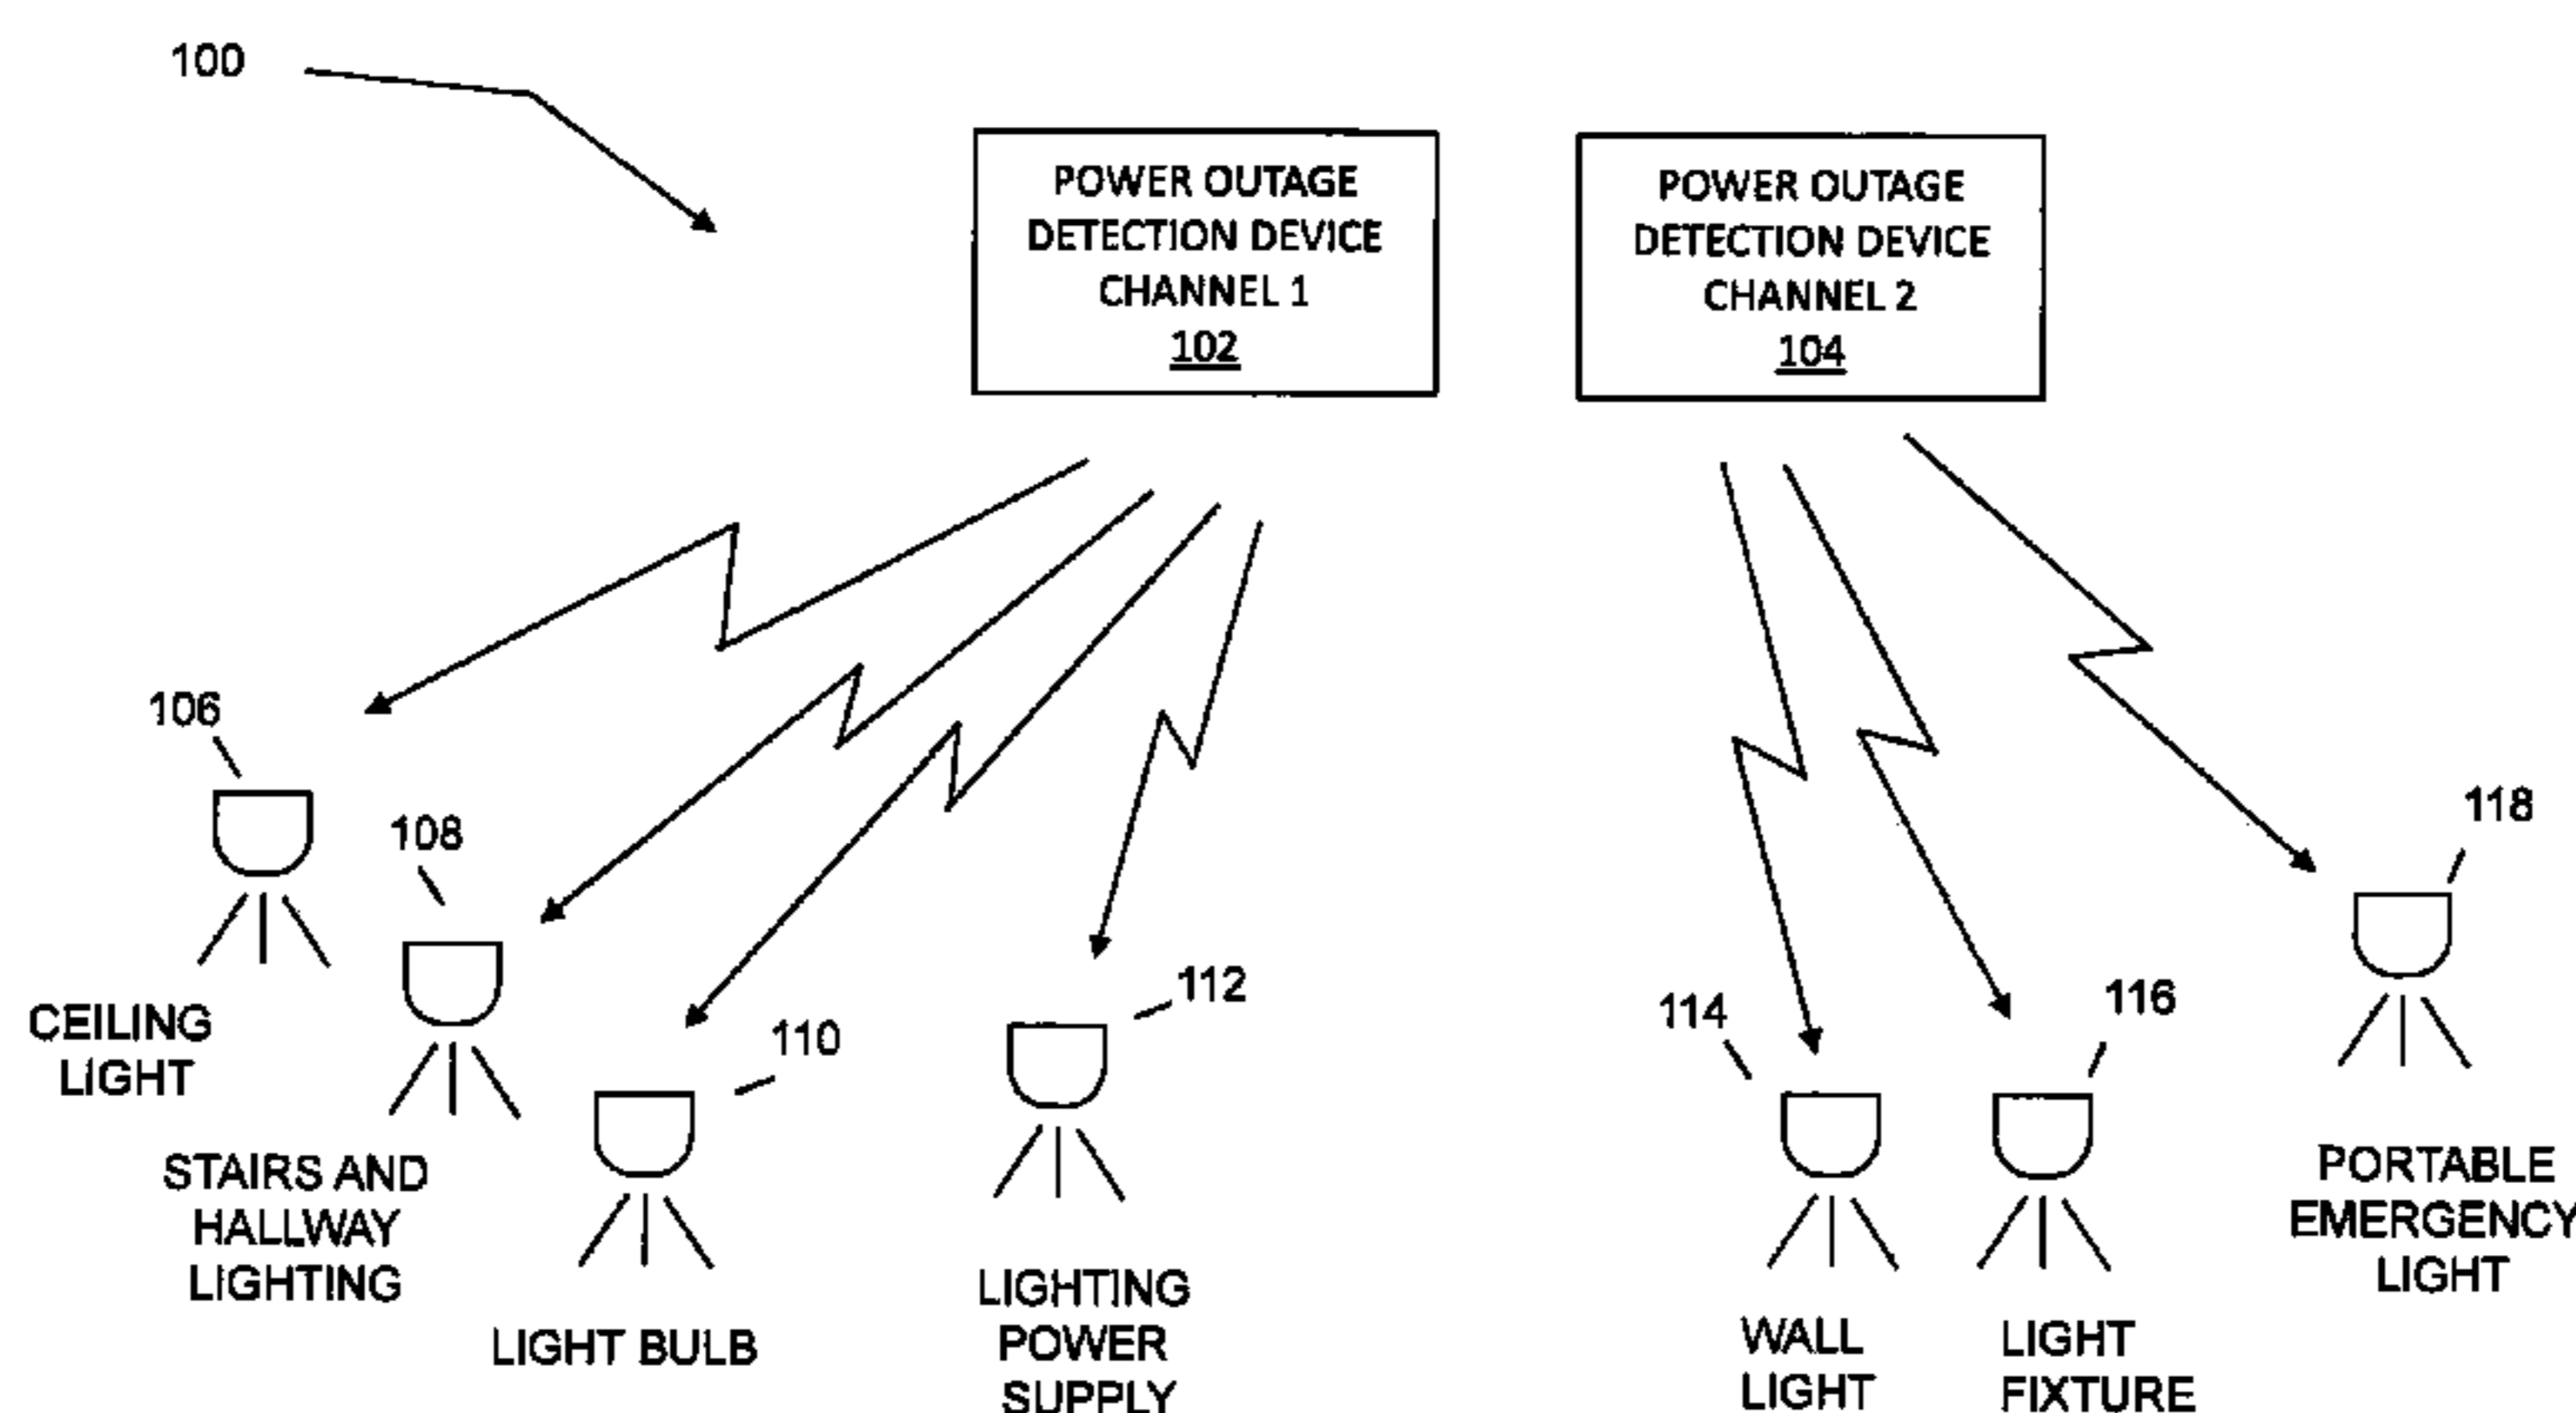 100
POWER OUTAGE
DETECTION DEVICE
CHANNEL 1
102
POWER OUTAGE
DETECTION DEVICE
CHANNEL 2
104
106
CEILING
LIGHT
108
STAIRS AND
HALLWAY
LIGHTING
110
LIGHT BULB
112
LIGHTING
POWER
SUPPLY
114
WALL
LIGHT
116
LIGHT
FIXTURE
118
PORTABLE
EMERGENCY
LIGHT